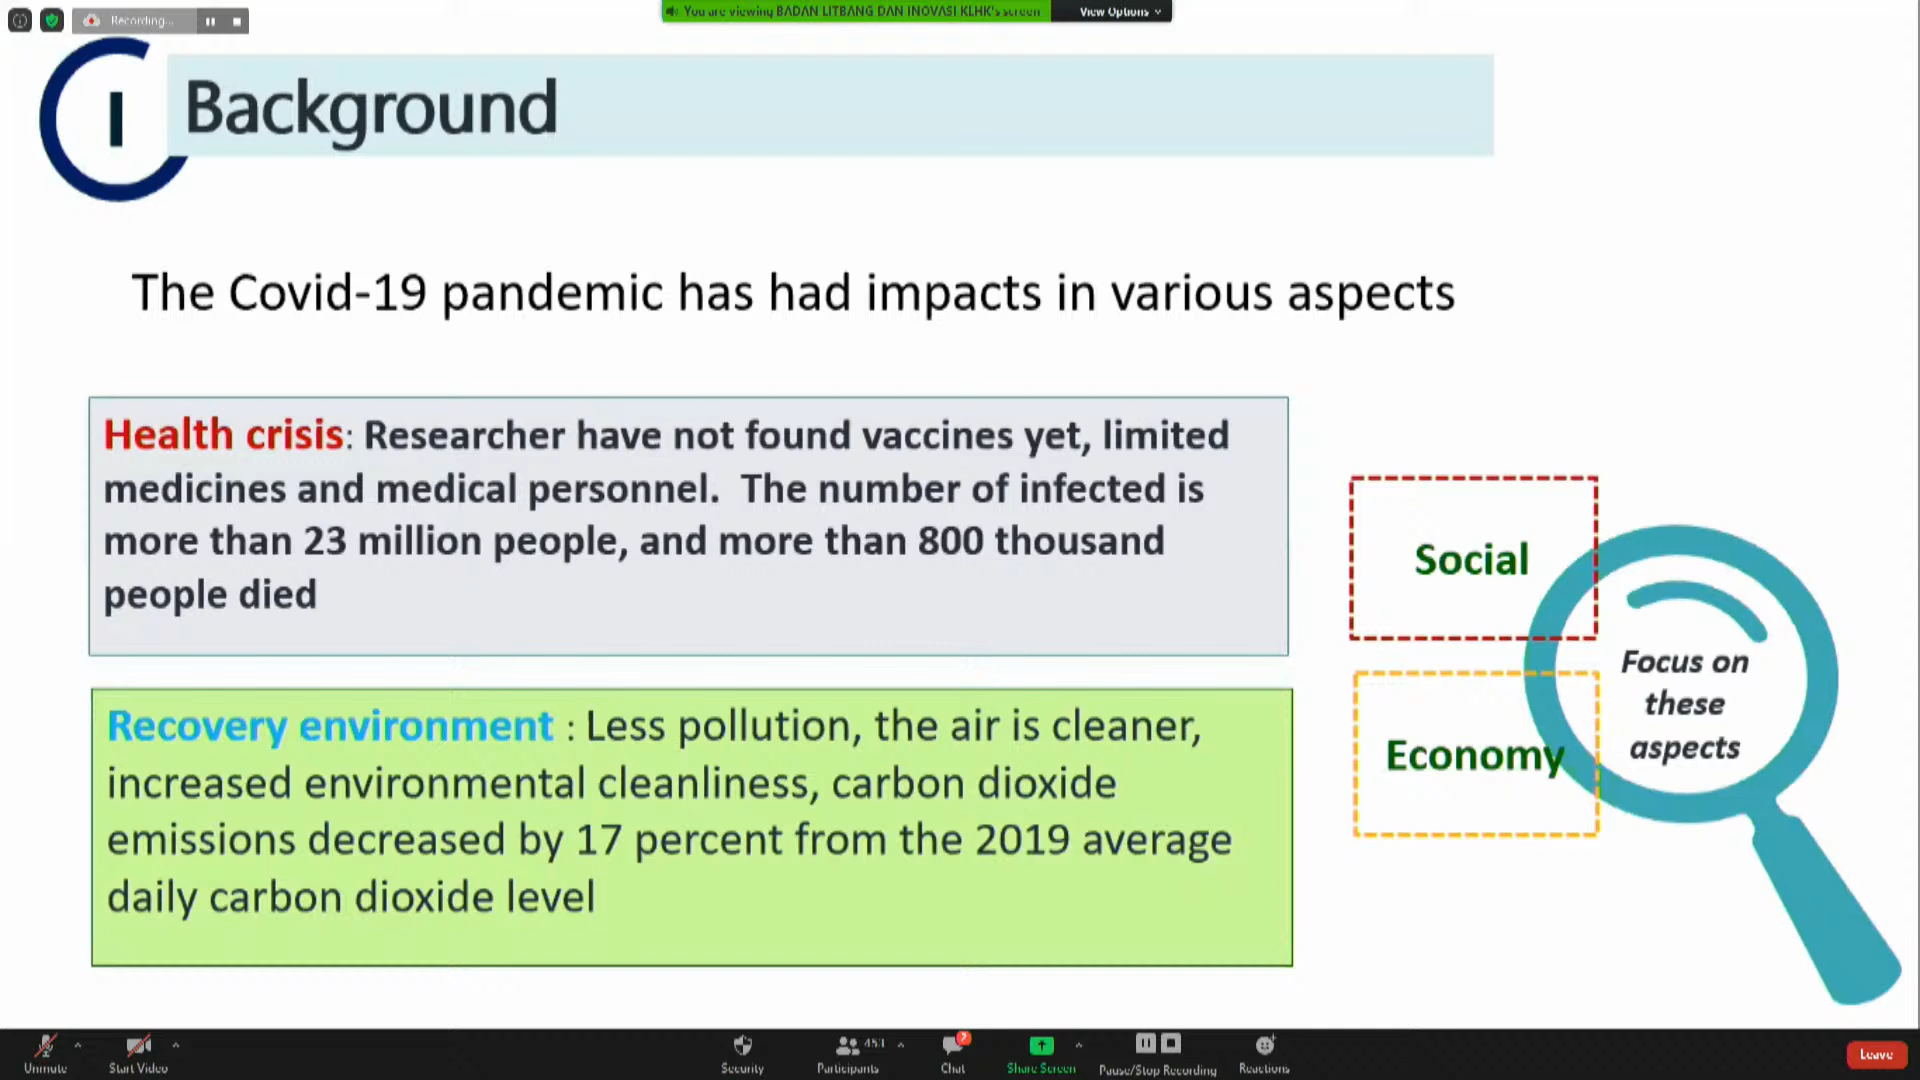 Recording...
You are viewing BADAN LITBANG DAN INOVASI KLHK's screen
View Options
I
Background
The Covid-19 pandemic has had impacts in various aspects
Health crisis: Researcher have not found vaccines yet, limited
medicines and medical personnel. The number of infected is
more than 23 million people, and more than 800 thousand
people died
Social
Focus on
these
aspects
Recovery environment : Less pollution, the air is cleaner,
increased environmental cleanliness, carbon dioxide
emissions decreased by 17 percent from the 2019 average
daily carbon dioxide level
Economy
Unmute
Start Video
Security
Participants
Chat
Share Screen
Pause/Stop Recording
Reactions
Leave